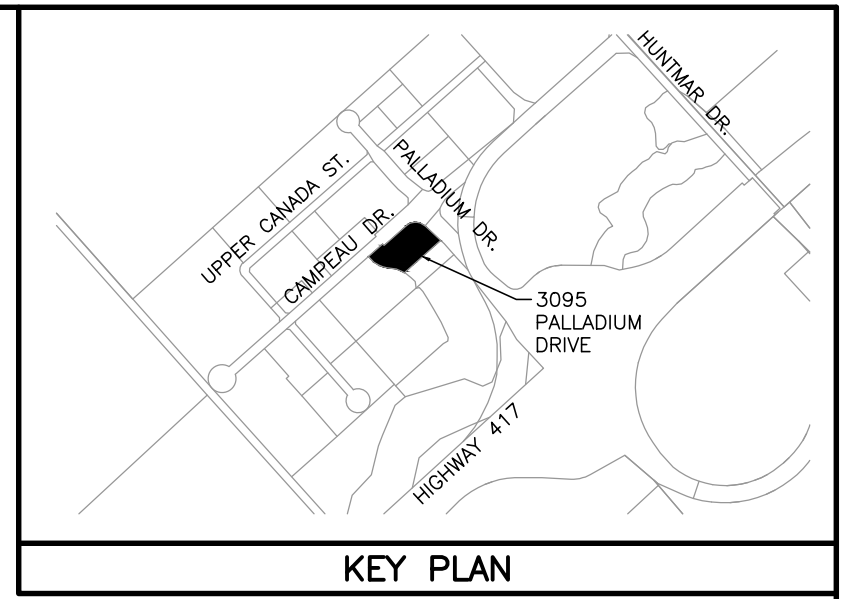 HUNTMAR DR.
PALLADIUM DR.
UPPER CANADA ST.
CAMPEAU DR.
3095
PALLADIUM
DRIVE
HIGHWAY 417
KEY PLAN